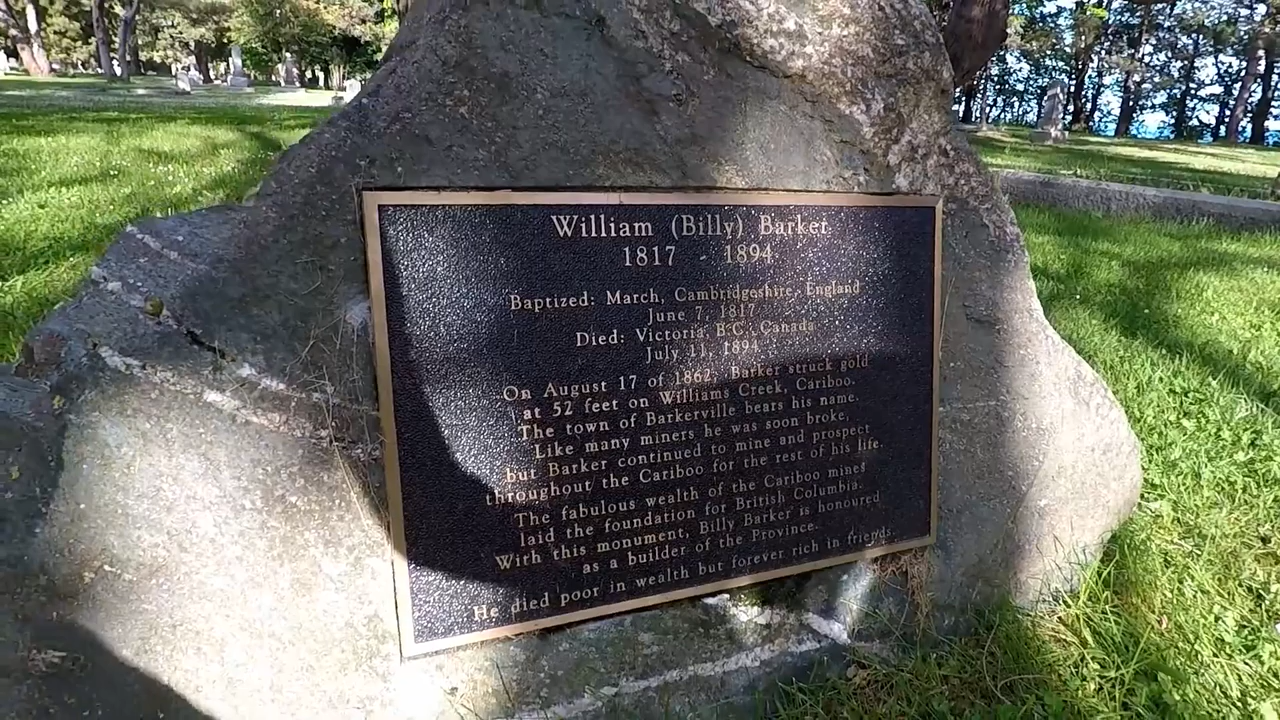 William (Billy) Barker
1817 - 1894
Baptized: March, Cambridgeshire, England
June 7, 1817
Died: Victoria, B.C., Canada
July 11, 1894
On August 17 of 1862, Barker struck gold
at 52 feet on Williams Creek, Cariboo.
The town of Barkerville bears his name.
Like many miners he was soon broke,
but Barker continued to mine and prospect
throughout the Cariboo for the rest of his life.
The fabulous wealth of the Cariboo mines
laid the foundation for British Columbia.
With this monument, Billy Barker is honoured
as a builder of the Province.
He died poor in wealth but forever rich in friends.